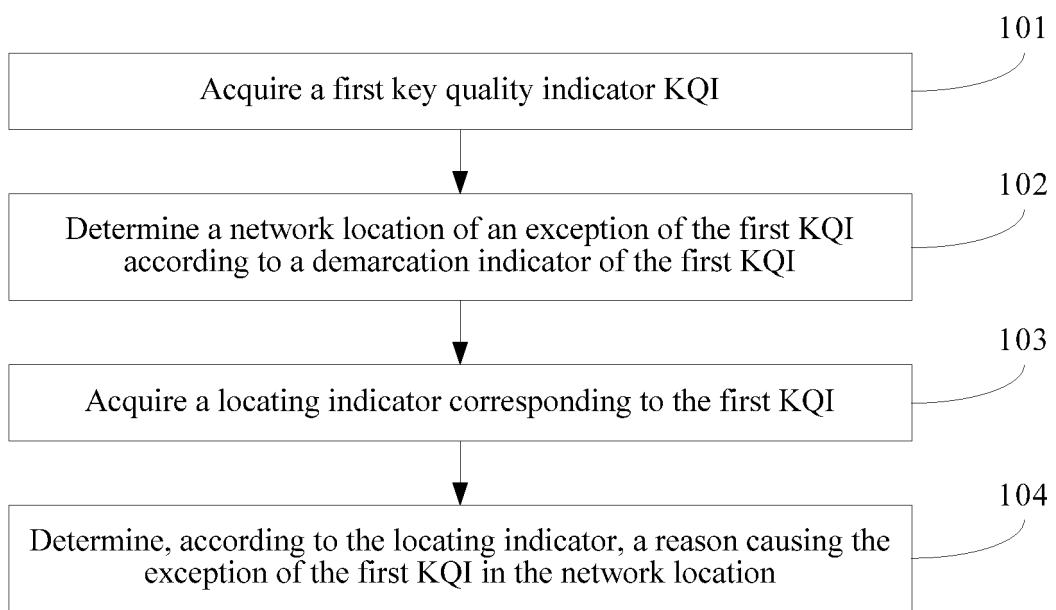 101
Acquire a first key quality indicator KQI
102
Determine a network location of an exception of the first KQI
according to a demarcation indicator of the first KQI
103
Acquire a locating indicator corresponding to the first KQI
104
Determine, according to the locating indicator, a reason causing the
exception of the first KQI in the network location